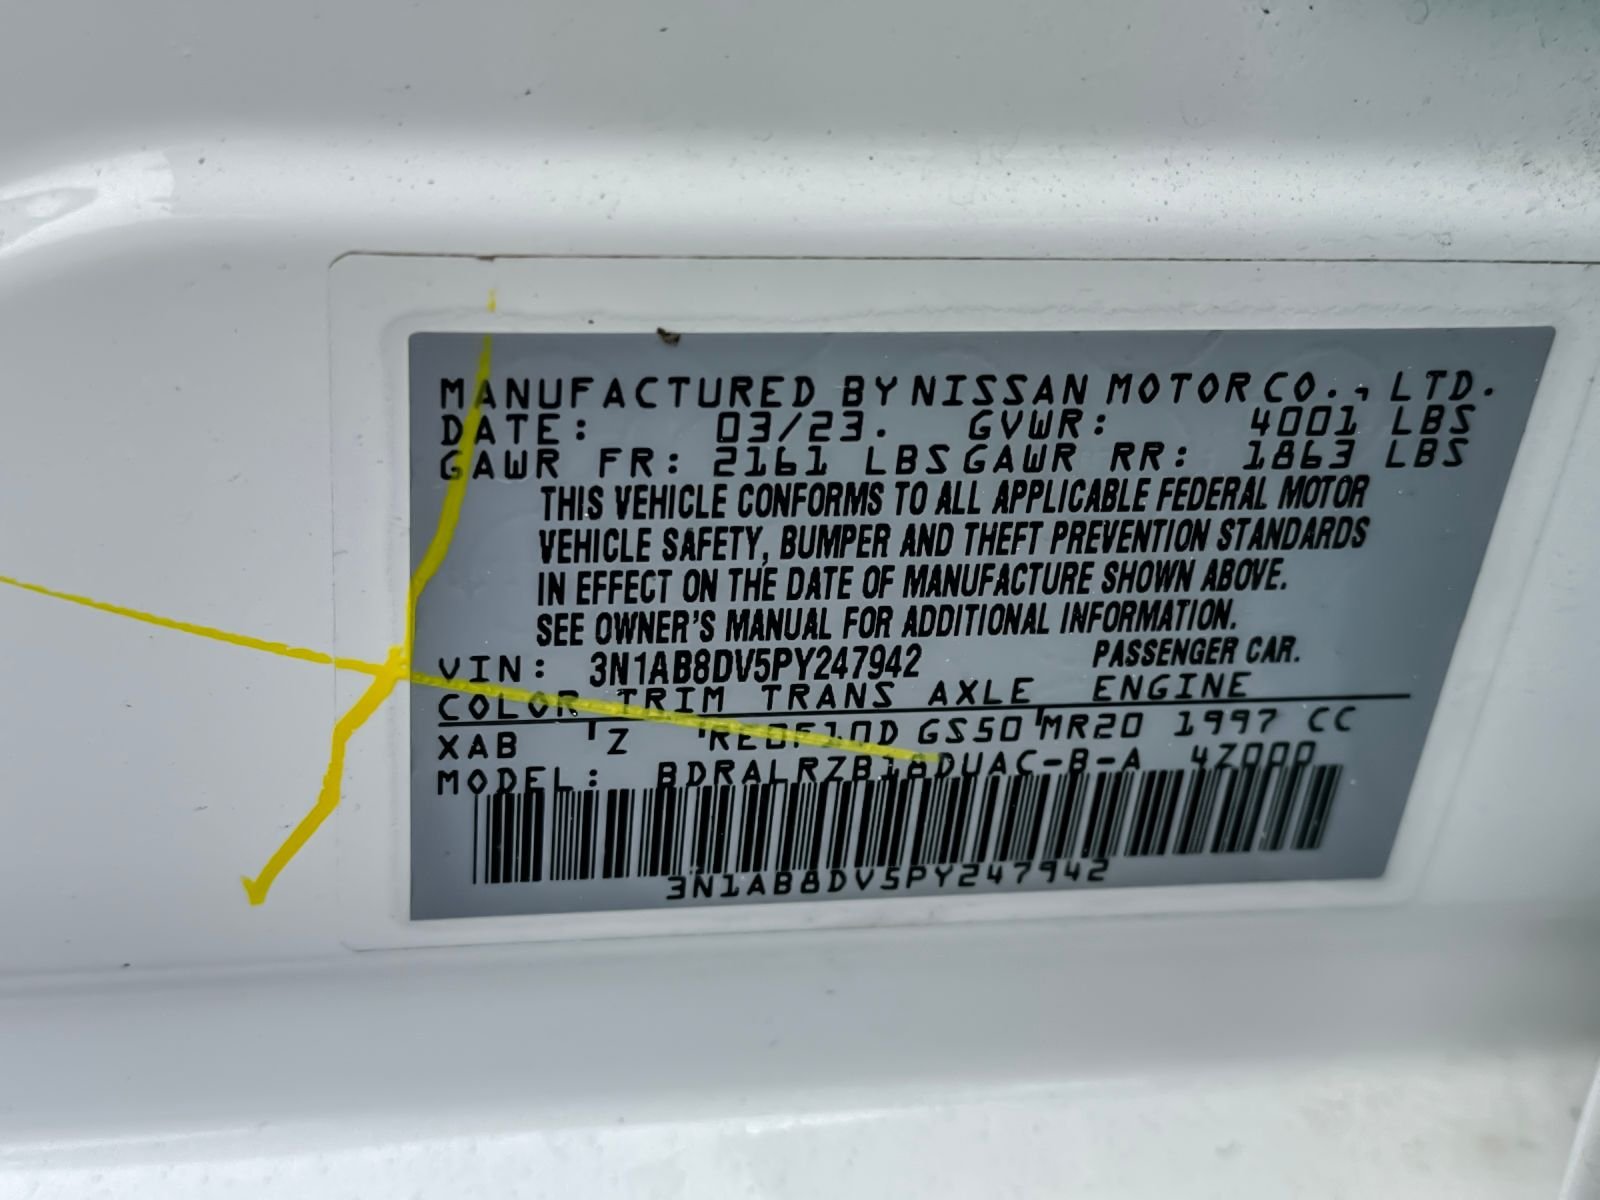 MANUFACTURED BY NISSAN MOTOR CO., LTD.
DATE: 03/23. GVWR: 4001 LBS
GAWR FR: 2161 LBS GAWR RR: 1863 LBS
THIS VEHICLE CONFORMS TO ALL APPLICABLE FEDERAL MOTOR
VEHICLE SAFETY, BUMPER AND THEFT PREVENTION STANDARDS
IN EFFECT ON THE DATE OF MANUFACTURE SHOWN ABOVE.
SEE OWNER'S MANUAL FOR ADDITIONAL INFORMATION.
VIN: 3N1AB8DV5PY247942 PASSENGER CAR.
COLOR TRIM TRANS AXLE ENGINE
XAB Z RE0F10D GS50 MR20 1997 CC
MODEL: BDRALRZB18DUAC-B-A 4Z000
3N1AB8DV5PY247942